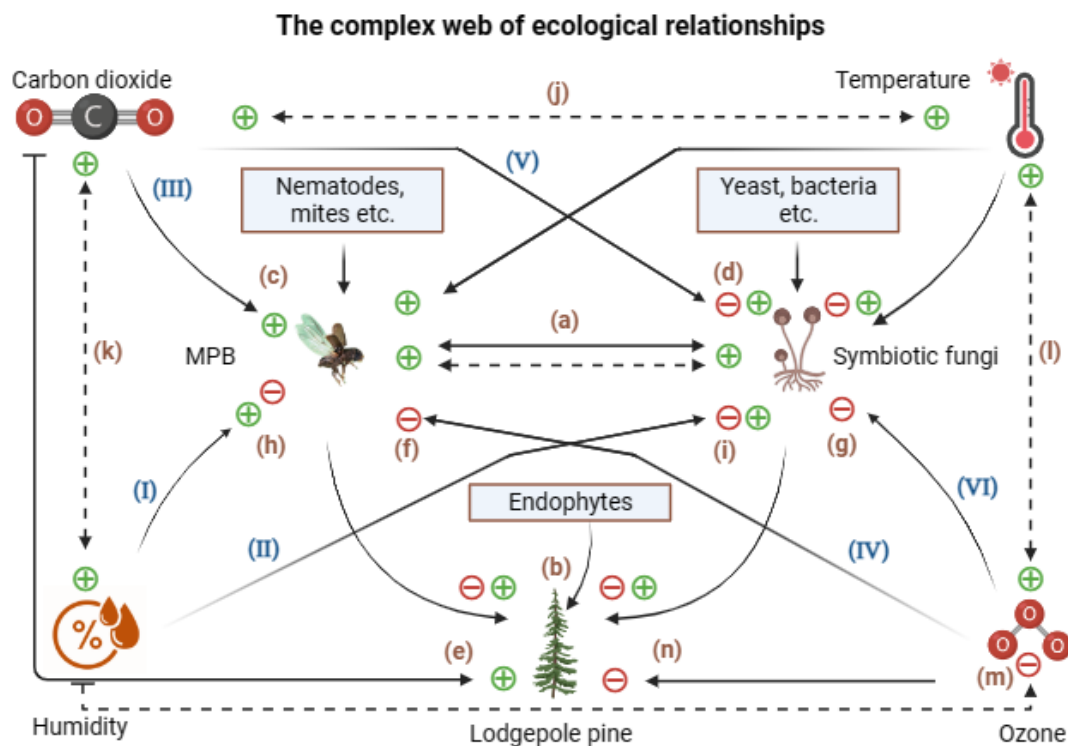 The complex web of ecological relationships
Carbon dioxide
Temperature
(j)
O C O
(V)
(III)
Nematodes,
mites etc.
Yeast, bacteria
etc.
(c)
(d)
(a)
(k)
MPB
Symbiotic fungi
(l)
(h)
(f)
(i)
(g)
(I)
(VI)
Endophytes
(II)
(IV)
(b)
%
O
O O
(e)
(n)
(m)
Humidity
Lodgepole pine
Ozone